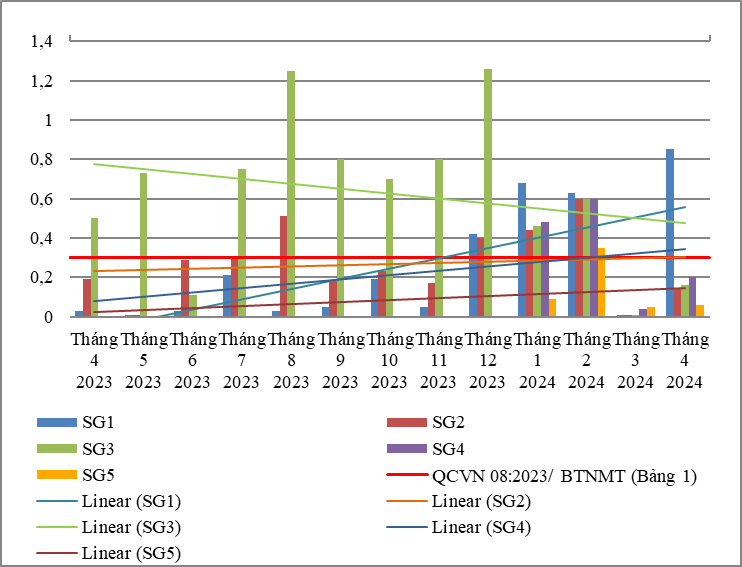 1,4
1,2
1
0,8
0,6
0,4
0,2
0
Tháng Tháng Tháng Tháng Tháng Tháng Tháng Tháng Tháng Tháng Tháng Tháng Tháng
4 5 6 7 8 9 10 11 12 1 2 3 4
2023 2023 2023 2023 2023 2023 2023 2023 2023 2024 2024 2024 2024
SG1 SG2
SG3 SG4
SG5 QCVN 08:2023/ BTNMT (Bảng 1)
Linear (SG1) Linear (SG2)
Linear (SG3) Linear (SG4)
Linear (SG5)